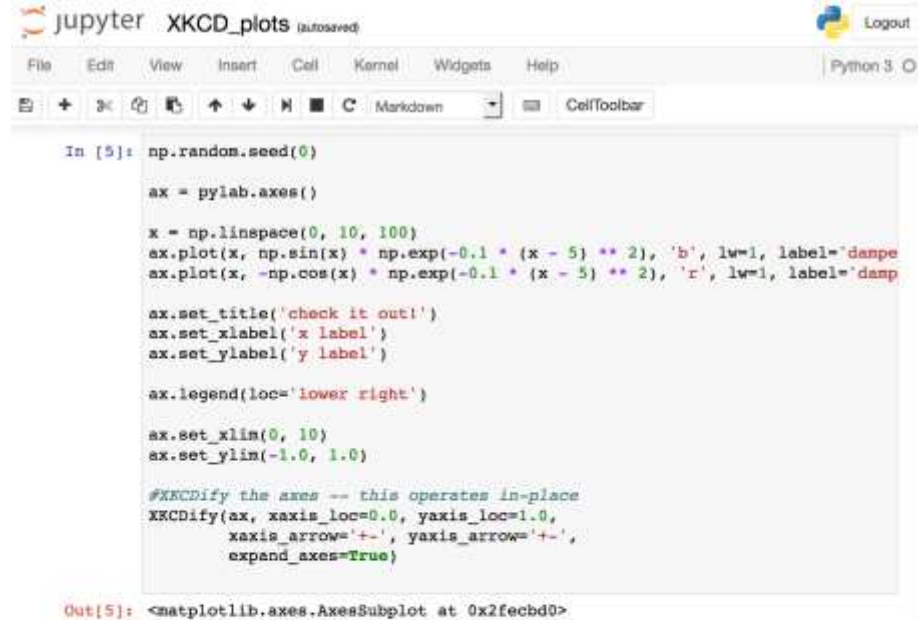 jupyter XKCD_plots (autosaved) Logout
File Edit View Insert Cell Kernel Widgets Help Python 3
Markdown CellToolbar
In [5]: np.random.seed(0)
ax = pylab.axes()
x = np.linspace(0, 10, 100)
ax.plot(x, np.sin(x) * np.exp(-0.1 * (x - 5) ** 2), 'b', lw=1, label='dampe
ax.plot(x, -np.cos(x) * np.exp(-0.1 * (x - 5) ** 2), 'r', lw=1, label='damp
ax.set_title('check it out!')
ax.set_xlabel('x label')
ax.set_ylabel('y label')
ax.legend(loc='lower right')
ax.set_xlim(0, 10)
ax.set_ylim(-1.0, 1.0)
#XKCDify the axes -- this operates in-place
XKCDify(ax, xaxis_loc=0.0, yaxis_loc=1.0,
xaxis_arrow='+-', yaxis_arrow='+-',
expand_axes=True)
Out[5]: <matplotlib.axes.AxesSubplot at 0x2fecbd0>